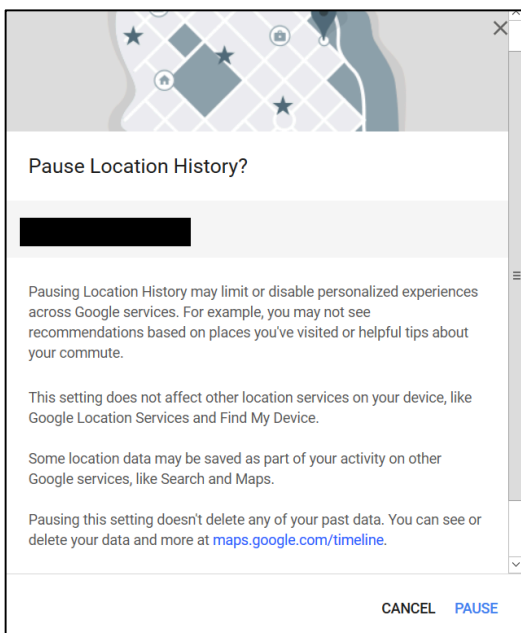 Pause Location History?
Pausing Location History may limit or disable personalized experiences
across Google services. For example, you may not see
recommendations based on places you've visited or helpful tips about
your commute.
This setting does not affect other location services on your device, like
Google Location Services and Find My Device.
Some location data may be saved as part of your activity on other
Google services, like Search and Maps.
Pausing this setting doesn't delete any of your past data. You can see or
delete your data and more at maps.google.com/timeline.
CANCEL PAUSE